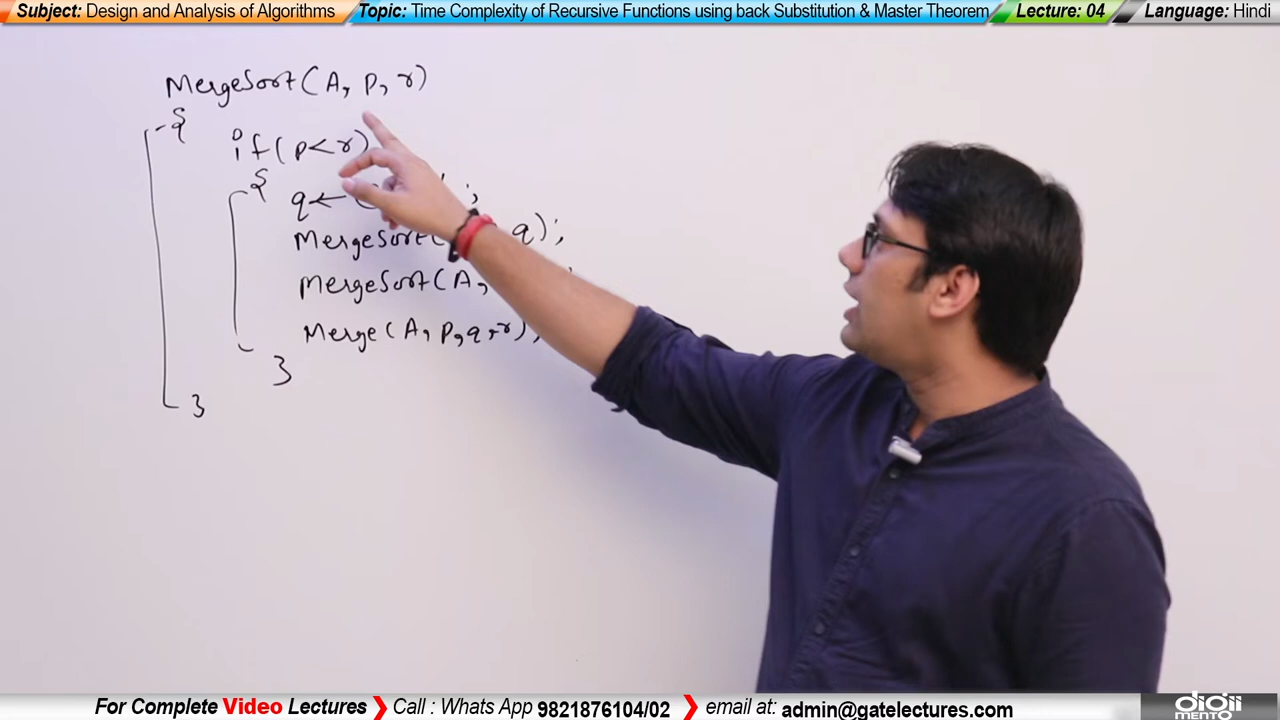 Subject: Design and Analysis of Algorithms Topic: Time Complexity of Recursive Functions using back Substitution & Master Theorem Lecture: 04 Language: Hindi
MergeSort(A, p, r)
{
if(p<r)
{
q← ;
MergeSort( q);
MergeSort(A, ;
Merge(A, p,q,r);
}
}
For Complete Video Lectures Call : Whats App 9821876104/02 email at: admin@gatelectures.com
digii
MENTO